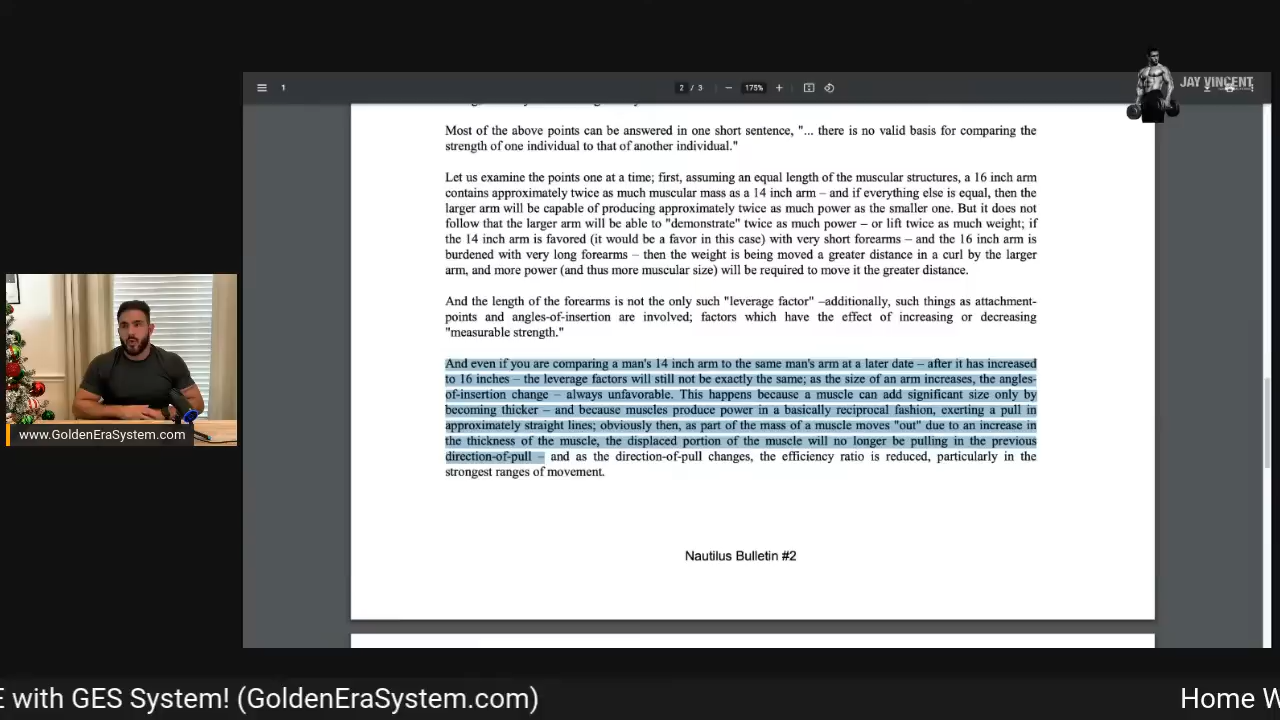 JAY VINCENT
1
2 / 3
175%
Most of the above points can be answered in one short sentence, "... there is no valid basis for comparing the
strength of one individual to that of another individual."
Let us examine the points one at a time; first, assuming an equal length of the muscular structures, a 16 inch arm
contains approximately twice as much muscular mass as a 14 inch arm – and if everything else is equal, then the
larger arm will be capable of producing approximately twice as much power as the smaller one. But it does not
follow that the larger arm will be able to "demonstrate" twice as much power – or lift twice as much weight; if
the 14 inch arm is favored (it would be a favor in this case) with very short forearms – and the 16 inch arm is
burdened with very long forearms – then the weight is being moved a greater distance in a curl by the larger
arm, and more power (and thus more muscular size) will be required to move it the greater distance.
And the length of the forearms is not the only such "leverage factor" –additionally, such things as attachment-
points and angles-of-insertion are involved; factors which have the effect of increasing or decreasing
"measurable strength."
And even if you are comparing a man's 14 inch arm to the same man's arm at a later date – after it has increased
to 16 inches – the leverage factors will still not be exactly the same; as the size of an arm increases, the angles-
of-insertion change – always unfavorable. This happens because a muscle can add significant size only by
becoming thicker – and because muscles produce power in a basically reciprocal fashion, exerting a pull in
approximately straight lines; obviously then, as part of the mass of a muscle moves "out" due to an increase in
the thickness of the muscle, the displaced portion of the muscle will no longer be pulling in the previous
direction-of-pull – and as the direction-of-pull changes, the efficiency ratio is reduced, particularly in the
strongest ranges of movement.
Nautilus Bulletin #2
www.GoldenEraSystem.com
E with GES System! (GoldenEraSystem.com)
Home W